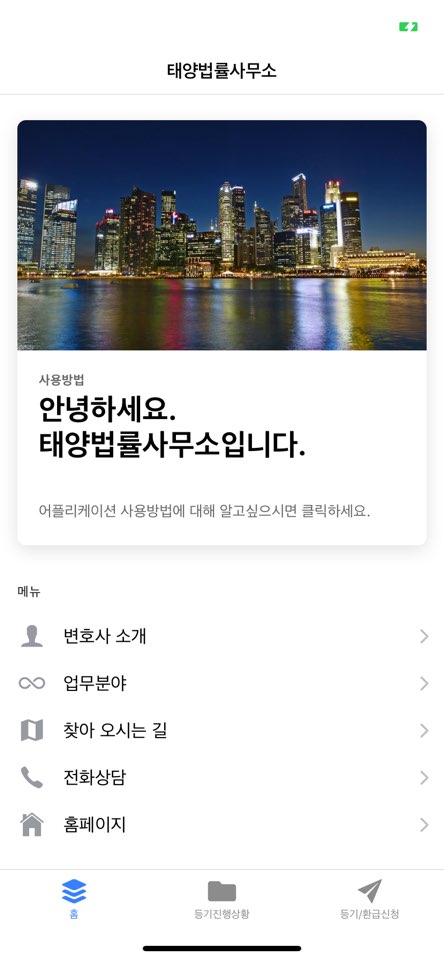 태양법률사무소
사용방법
안녕하세요.
태양법률사무소입니다.
어플리케이션 사용방법에 대해 알고싶으시면 클릭하세요.
메뉴
변호사 소개
업무분야
찾아 오시는 길
전화상담
홈페이지
홈
등기진행상황
등기/환급신청